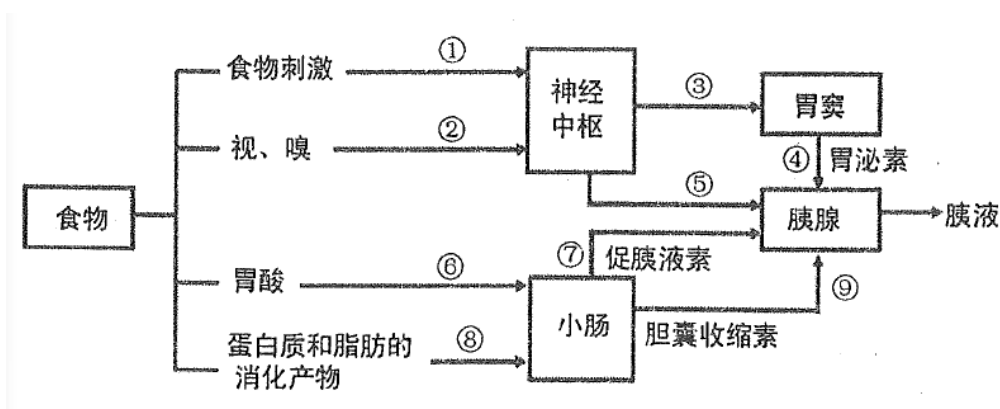 食物
食物刺激
①
视、嗅
②
神经
中枢
③
胃窦
④
胃泌素
⑤
胰腺
胰液
胃酸
⑥
⑦
促胰液素
小肠
⑨
胆囊收缩素
蛋白质和脂肪的
消化产物
⑧